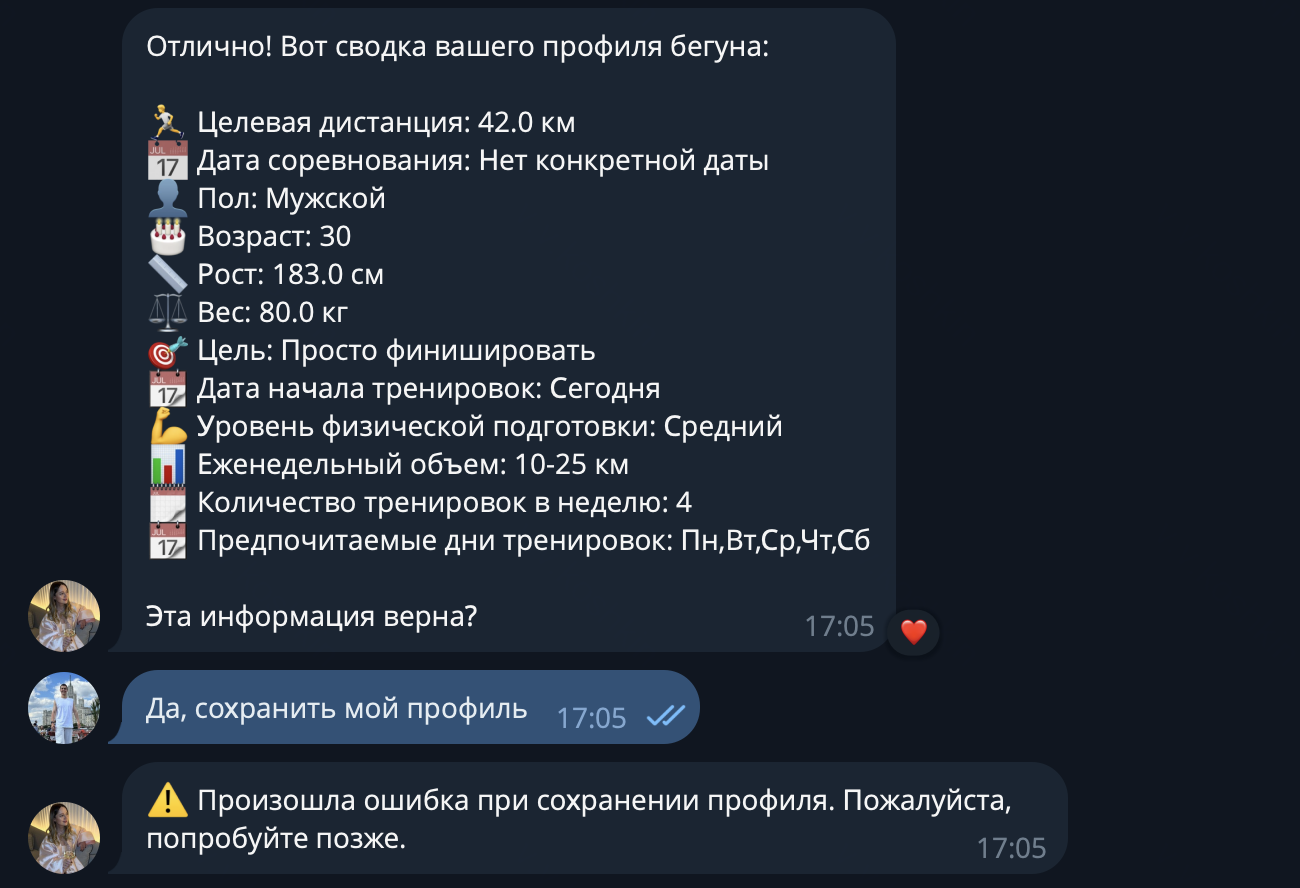 Отлично! Вот сводка вашего профиля бегуна:
🏃 Целевая дистанция: 42.0 км
📅 Дата соревнования: Нет конкретной даты
👤 Пол: Мужской
🎂 Возраст: 30
📏 Рост: 183.0 см
⚖️ Вес: 80.0 кг
🎯 Цель: Просто финишировать
📆 Дата начала тренировок: Сегодня
💪 Уровень физической подготовки: Средний
📊 Еженедельный объем: 10-25 км
🗓 Количество тренировок в неделю: 4
📆 Предпочитаемые дни тренировок: Пн,Вт,Ср,Чт,Сб
Эта информация верна?
17:05 ❤️
Да, сохранить мой профиль 17:05
⚠️ Произошла ошибка при сохранении профиля. Пожалуйста,
попробуйте позже.
17:05